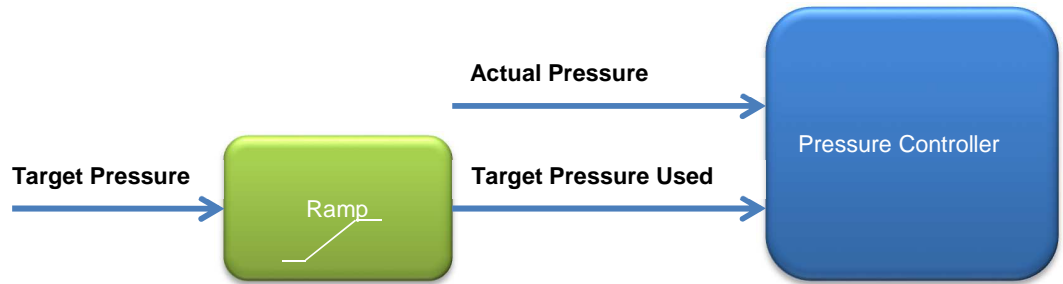 Actual Pressure
Pressure Controller
Target Pressure
Target Pressure Used
Ramp